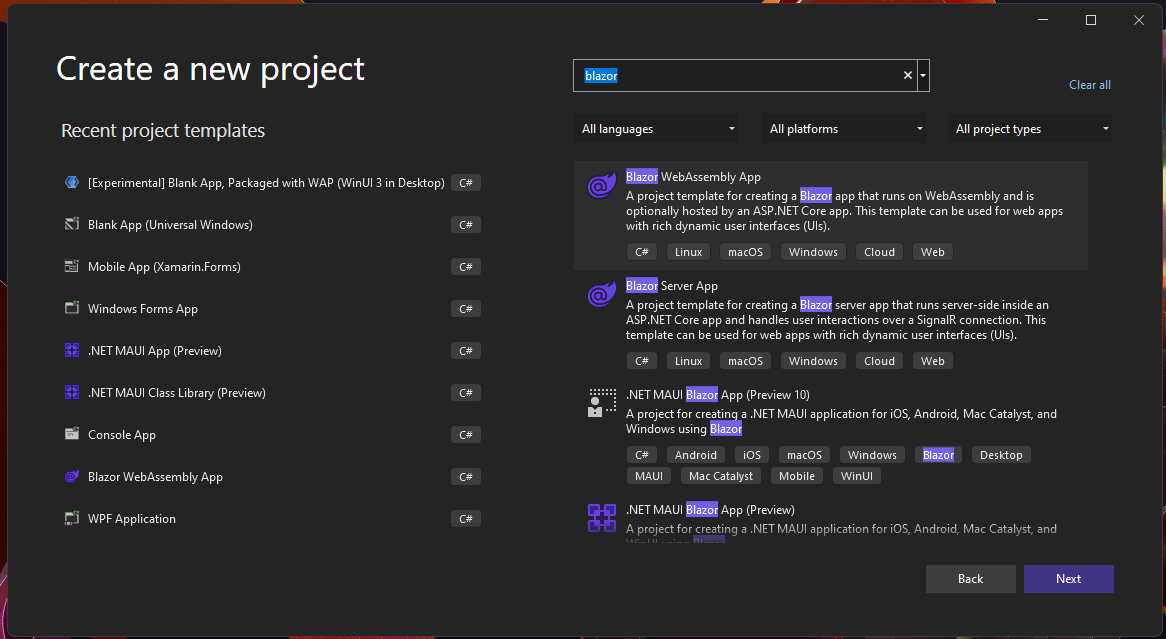 Create a new project
Recent project templates
[Experimental] Blank App, Packaged with WAP (WinUI 3 in Desktop) C#
Blank App (Universal Windows) C#
Mobile App (Xamarin.Forms) C#
Windows Forms App C#
.NET MAUI App (Preview) C#
.NET MAUI Class Library (Preview) C#
Console App C#
Blazor WebAssembly App C#
WPF Application C#
blazor
Clear all
All languages All platforms All project types
Blazor WebAssembly App
A project template for creating a Blazor app that runs on WebAssembly and is
optionally hosted by an ASP.NET Core app. This template can be used for web apps
with rich dynamic user interfaces (UIs).
C# Linux macOS Windows Cloud Web
Blazor Server App
A project template for creating a Blazor server app that runs server-side inside an
ASP.NET Core app and handles user interactions over a SignalR connection. This
template can be used for web apps with rich dynamic user interfaces (UIs).
C# Linux macOS Windows Cloud Web
.NET MAUI Blazor App (Preview 10)
A project for creating a .NET MAUI application for iOS, Android, Mac Catalyst, and
Windows using Blazor
C# Android iOS macOS Windows Blazor Desktop
MAUI Mac Catalyst Mobile WinUI
.NET MAUI Blazor App (Preview)
A project for creating a .NET MAUI application for iOS, Android, Mac Catalyst, and
WinUI using Blazor
Back Next